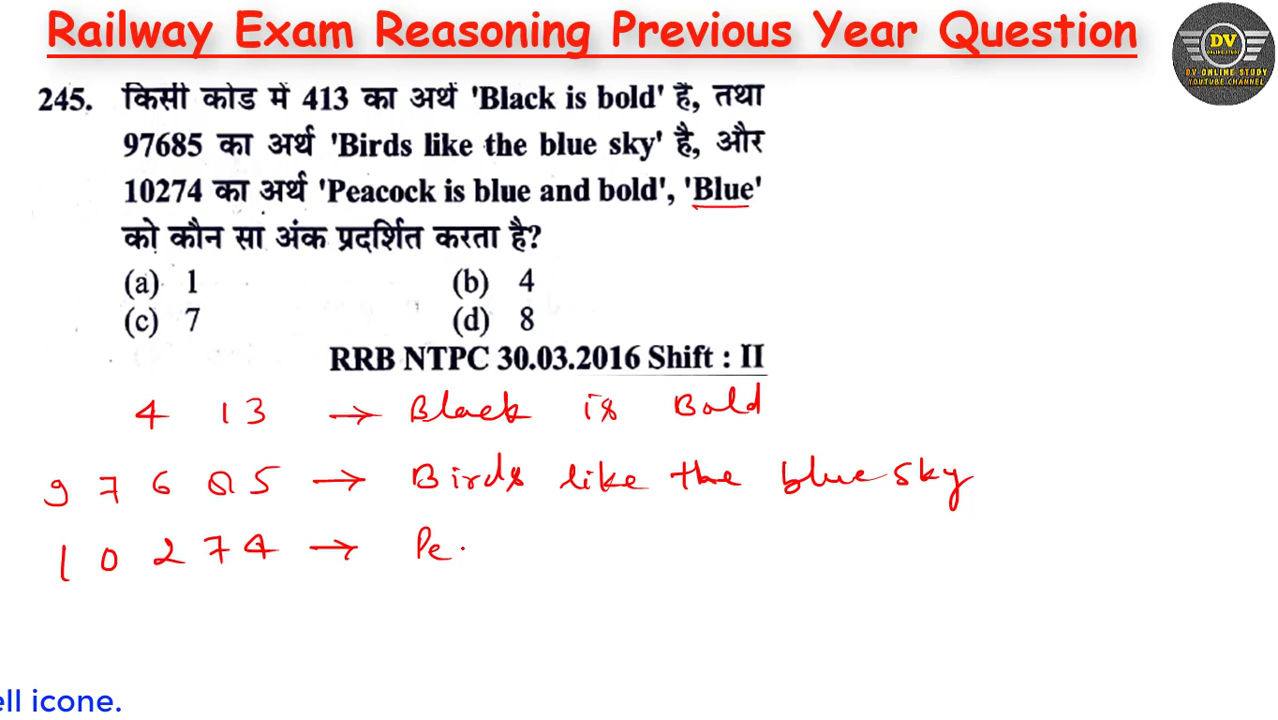 Railway Exam Reasoning Previous Year Question
DV
ONLINE STUDY
DV ONLINE STUDY
YOUTUBE CHANNEL
245. किसी कोड में 413 का अर्थ 'Black is bold' है, तथा
97685 का अर्थ 'Birds like the blue sky' है, और
10274 का अर्थ 'Peacock is blue and bold', 'Blue'
को कौन सा अंक प्रदर्शित करता है?
(a) 1 (b) 4
(c) 7 (d) 8
RRB NTPC 30.03.2016 Shift : II
4 1 3 → Black is Bold
9 7 6 8 5 → Birds like the blue sky
1 0 2 7 4 → Pe
ell icone.